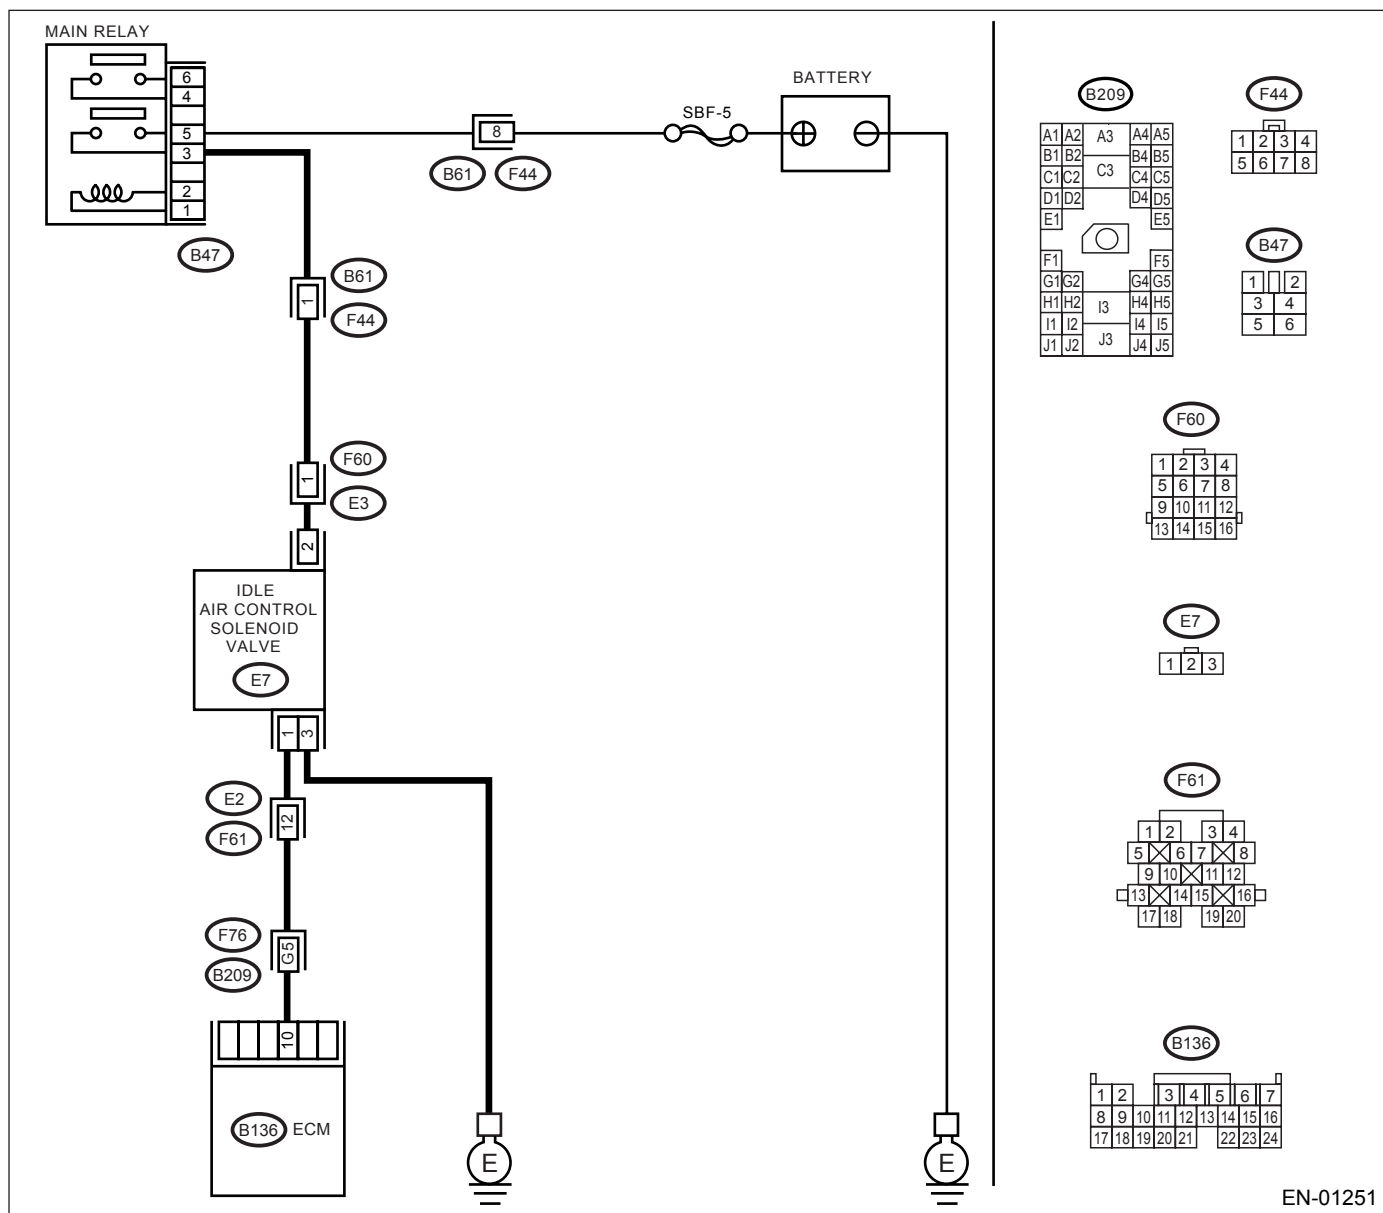 MAIN RELAY
6
4
5
3
2
1
B47
8
B61 F44
SBF-5
BATTERY
B61
1
F44
F60
1
E3
2
IDLE
AIR CONTROL
SOLENOID
VALVE
E7
1 3
E2
12
F61
F76
G5
B209
10
B136 ECM
E
E
B209
A1 A2 A3 A4 A5
B1 B2 B4 B5
C1 C2 C3 C4 C5
D1 D2 D4 D5
E1 E5
F1 F5
G1 G2 G4 G5
H1 H2 I3 H4 H5
I1 I2 I4 I5
J1 J2 J3 J4 J5
F44
1 2 3 4
5 6 7 8
B47
1 2
3 4
5 6
F60
1 2 3 4
5 6 7 8
9 10 11 12
13 14 15 16
E7
1 2 3
F61
1 2 3 4
5 6 7 8
9 10 11 12
13 14 15 16
17 18 19 20
B136
1 2 3 4 5 6 7
8 9 10 11 12 13 14 15 16
17 18 19 20 21 22 23 24
EN-01251